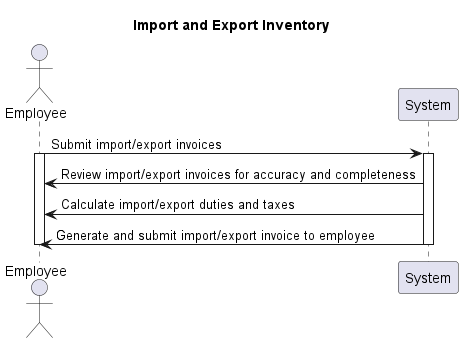 Import and Export Inventory
Employee
System
Submit import/export invoices
Review import/export invoices for accuracy and completeness
Calculate import/export duties and taxes
Generate and submit import/export invoice to employee
Employee
System